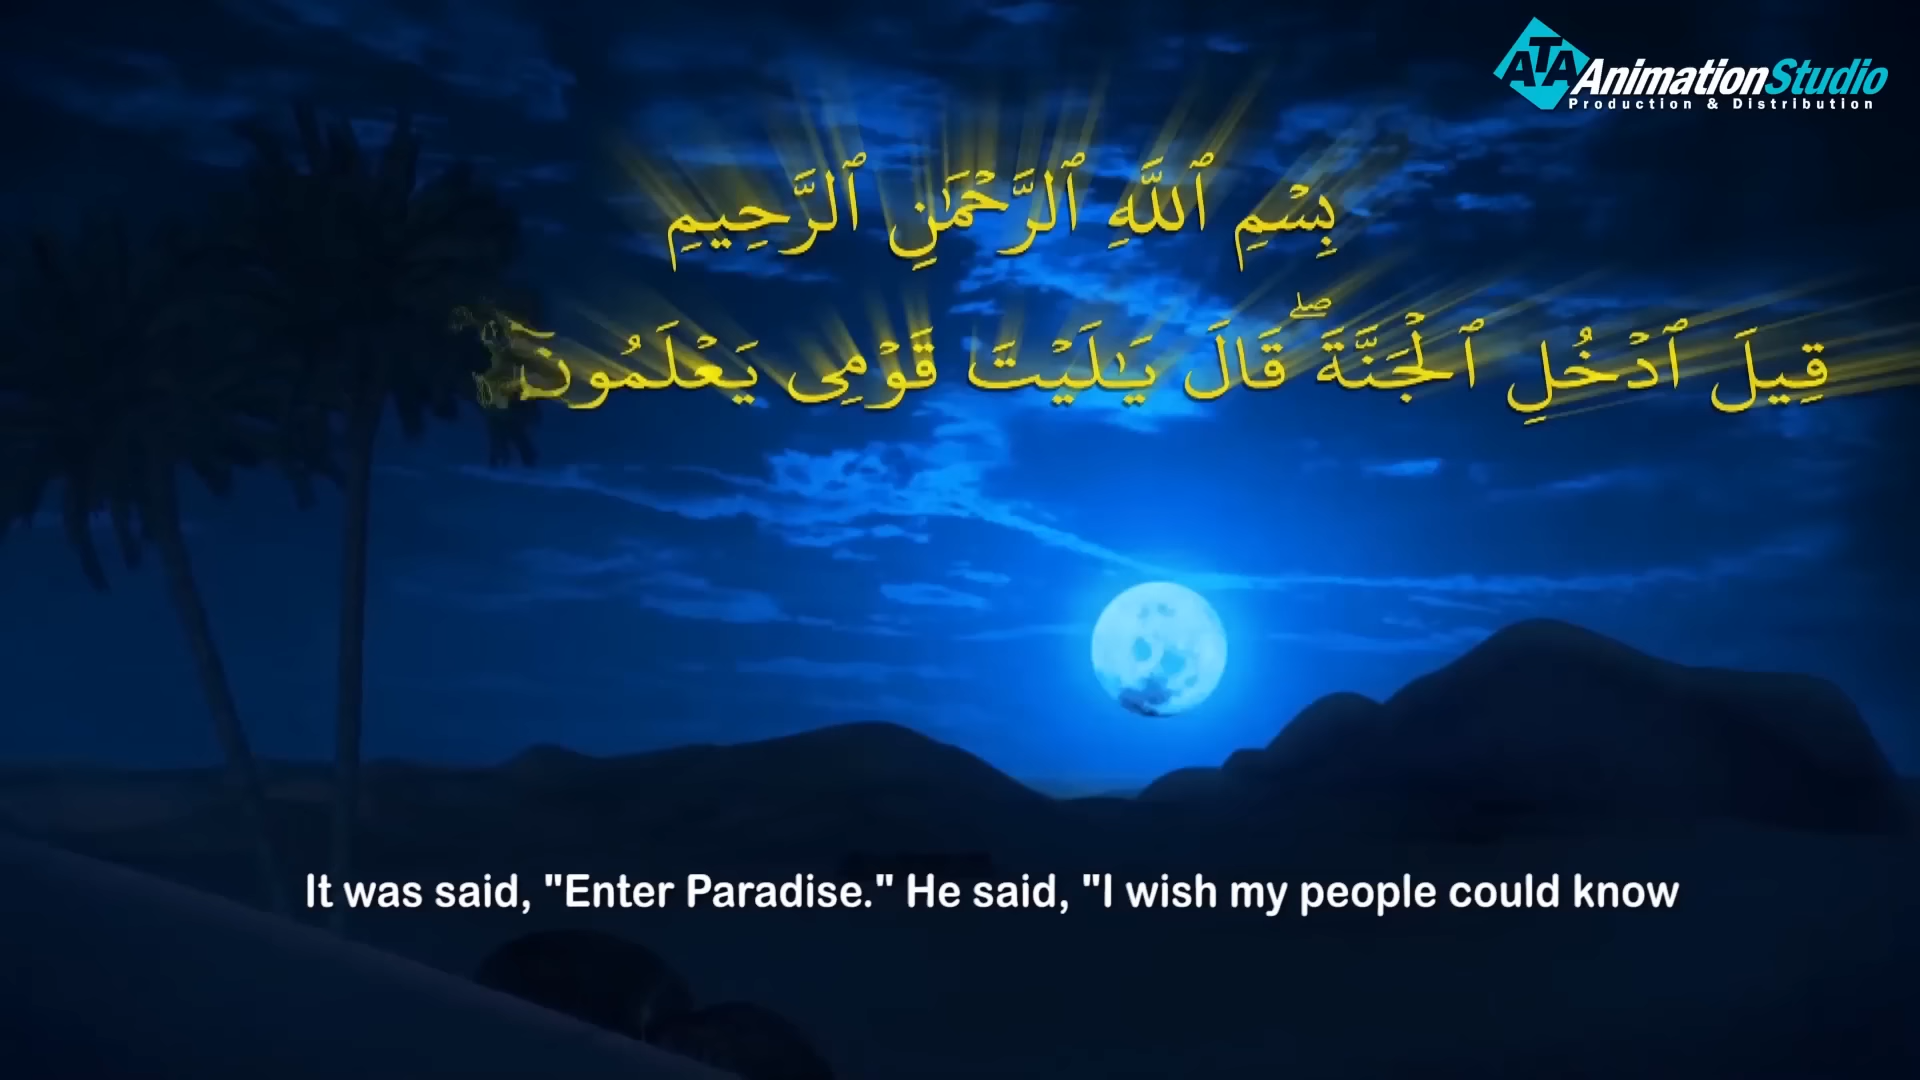 ATA AnimationStudio
Production & Distribution
بِسْمِ ٱللَّهِ ٱلرَّحْمَـٰنِ ٱلرَّحِيمِ
قِيلَ ٱدْخُلِ ٱلْجَنَّةَ ۖ قَالَ يَـٰلَيْتَ قَوْمِى يَعْلَمُونَ
It was said, "Enter Paradise." He said, "I wish my people could know